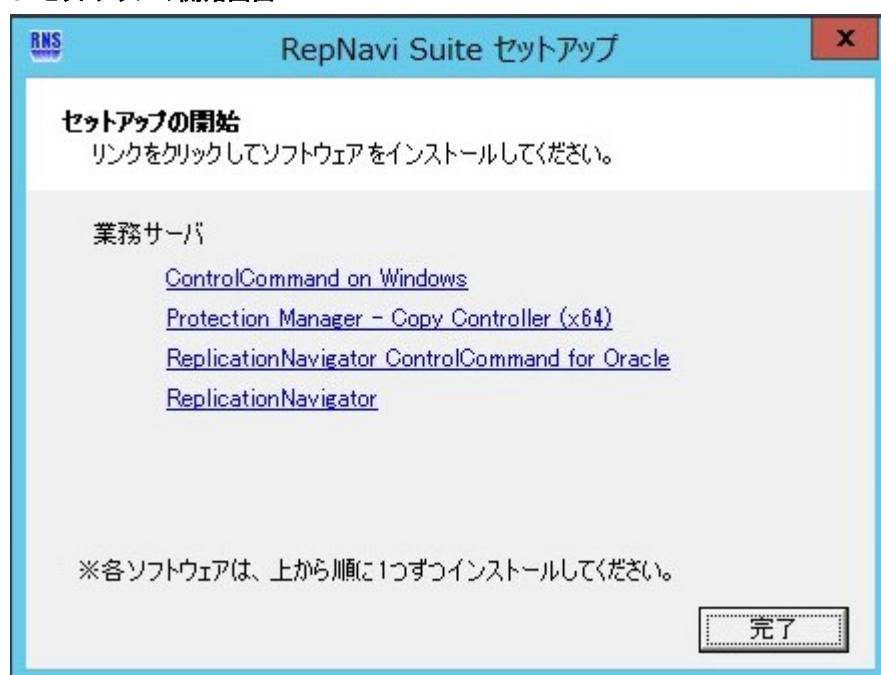 RNS
RepNavi Suite セットアップ
x
セットアップの開始
リンクをクリックしてソフトウェアをインストールしてください。
業務サーバ
ControlCommand on Windows
Protection Manager - Copy Controller (x64)
ReplicationNavigator ControlCommand for Oracle
ReplicationNavigator
※各ソフトウェアは、上から順に1つずつインストールしてください。
完了